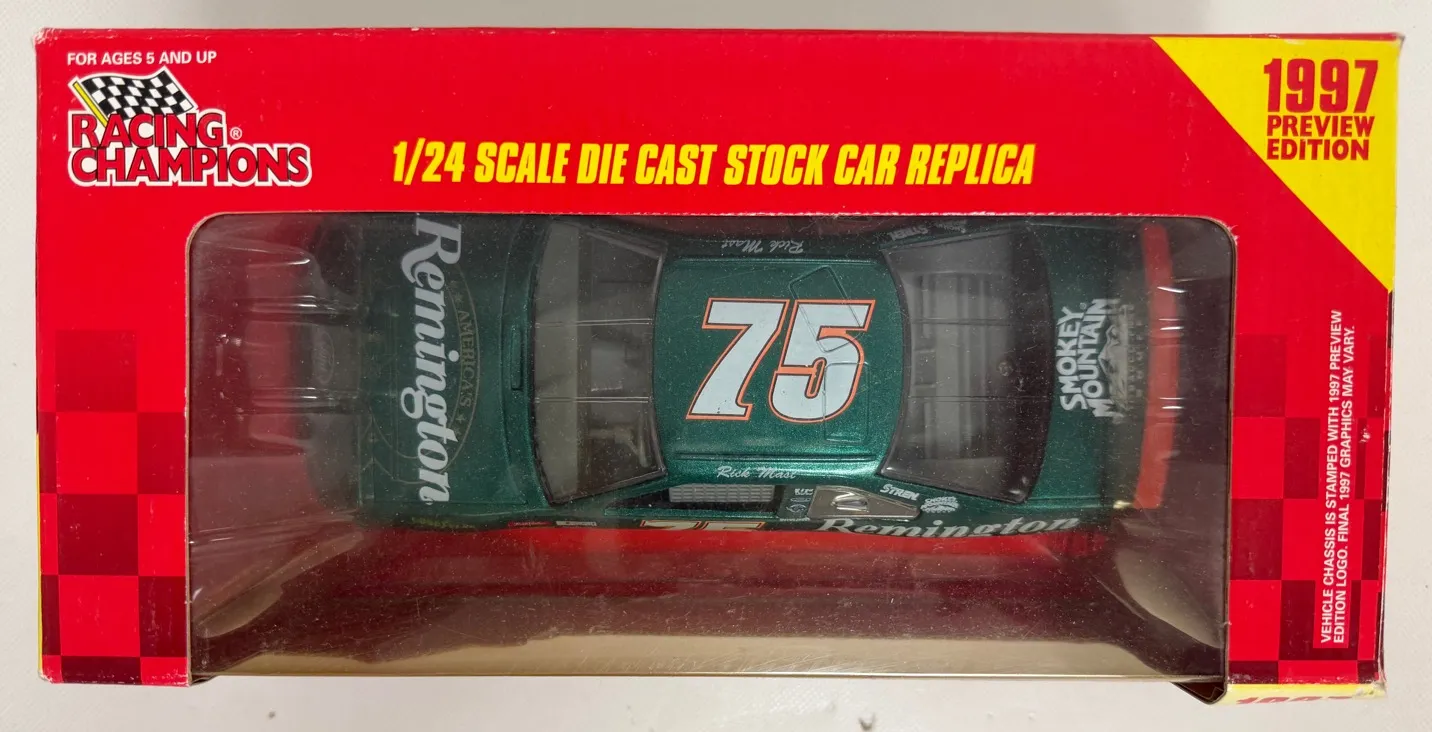 FOR AGES 5 AND UP
RACING®
CHAMPIONS
1/24 SCALE DIE CAST STOCK CAR REPLICA
1997
PREVIEW
EDITION
Remington
AMERICA'S
Rick Mast
75
SMOKEY
MOUNTAIN
Rick Mast
STREN
75
Remington
VEHICLE CHASSIS IS STAMPED WITH 1997 PREVIEW
EDITION LOGO. FINAL 1997 GRAPHICS MAY VARY.